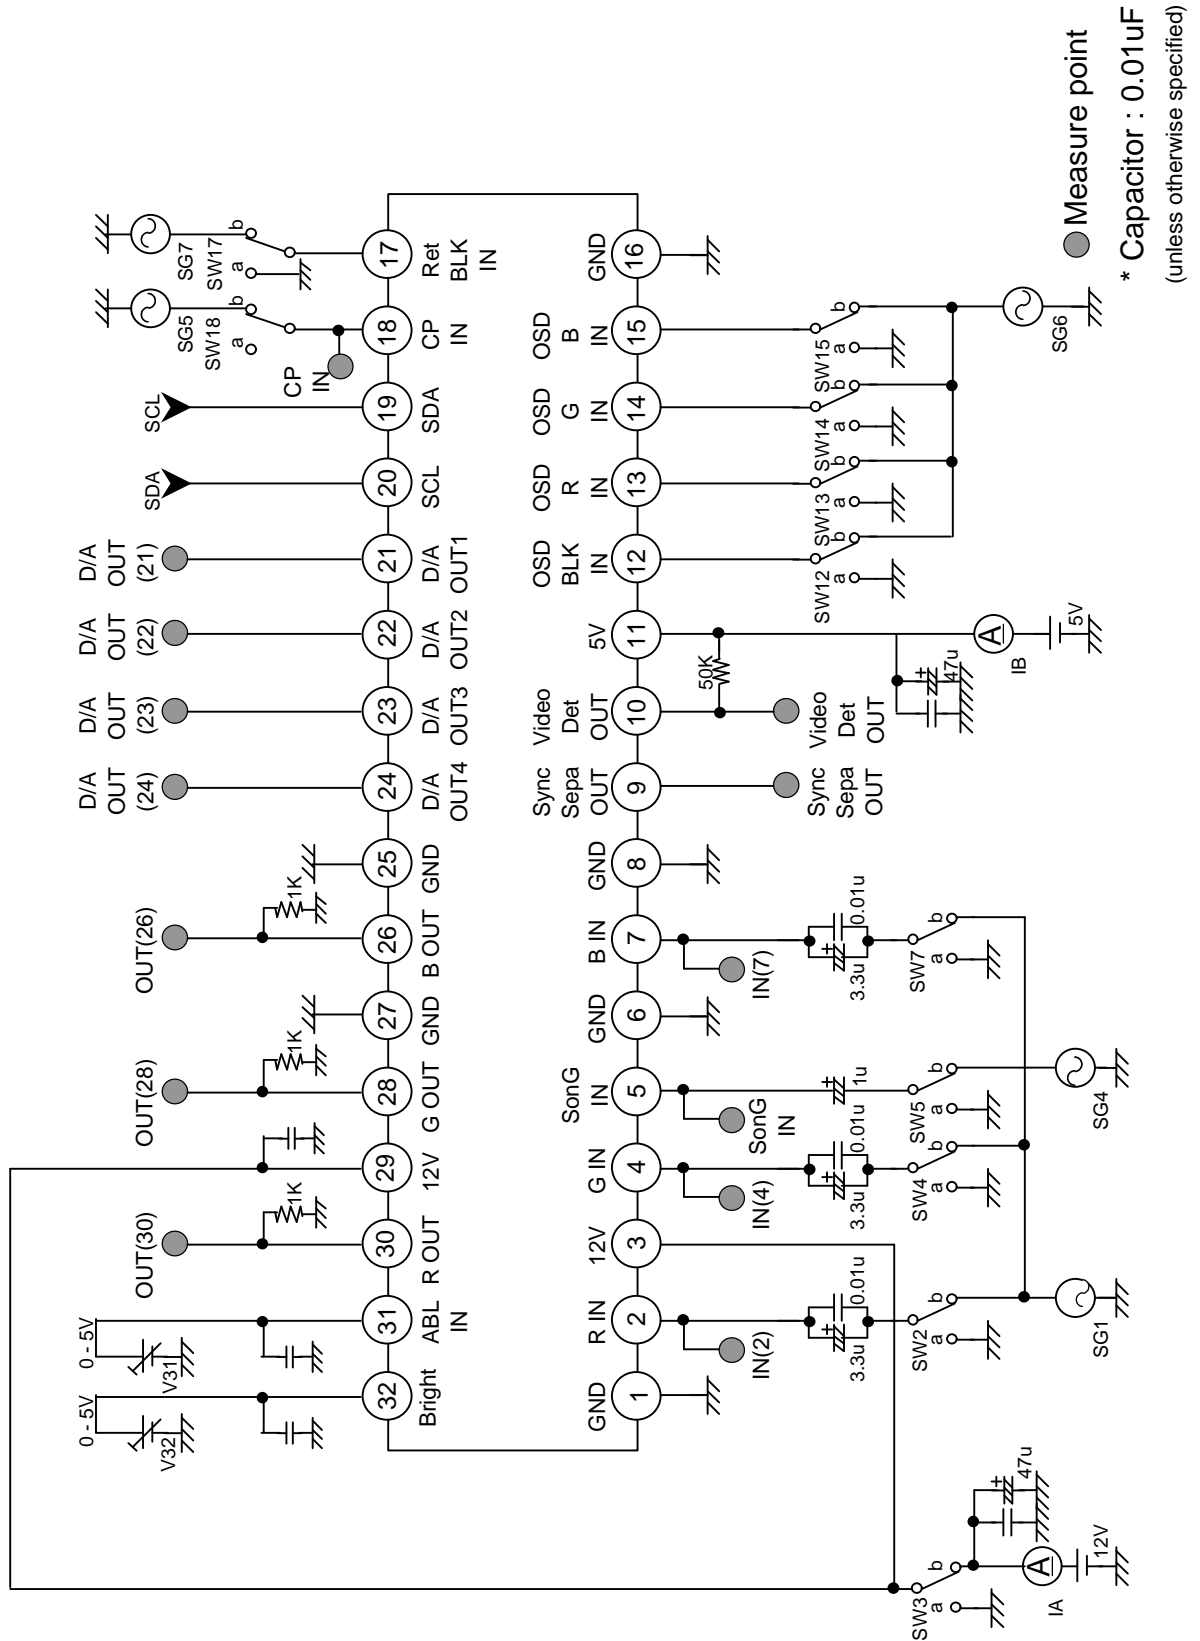 SG7
SW17
a
b
SG5
SW18
a
b
CP
IN
SCL
SDA
D/A
OUT
(21)
D/A
OUT
(22)
D/A
OUT
(23)
D/A
OUT
(24)
OUT(26)
1K
OUT(28)
1K
OUT(30)
1K
0 - 5V
V31
0 - 5V
V32
32
31
30
29
28
27
26
25
24
23
22
21
20
19
18
17
Bright
ABL
IN
R OUT
12V
G OUT
GND
B OUT
GND
D/A
OUT4
D/A
OUT3
D/A
OUT2
D/A
OUT1
SCL
SDA
CP
IN
Ret
BLK
IN
GND
R IN
12V
G IN
SonG
IN
GND
B IN
GND
Sync
Sepa
OUT
Video
Det
OUT
5V
OSD
BLK
IN
OSD
R
IN
OSD
G
IN
OSD
B
IN
GND
1
2
3
4
5
6
7
8
9
10
11
12
13
14
15
16
IN(2)
3.3u
0.01u
SW2
a
b
SG1
IN(4)
3.3u
0.01u
SW4
a
b
SonG
IN
1u
SW5
a
b
SG4
IN(7)
3.3u
0.01u
SW7
a
b
Sync
Sepa
OUT
Video
Det
OUT
50K
+
47u
A
IB
5V
SW12
a
b
SW13
a
b
SW14
a
b
SW15
a
b
SG6
SW3
a
b
+
47u
A
IA
12V
Measure point
* Capacitor : 0.01uF
(unless otherwise specified)